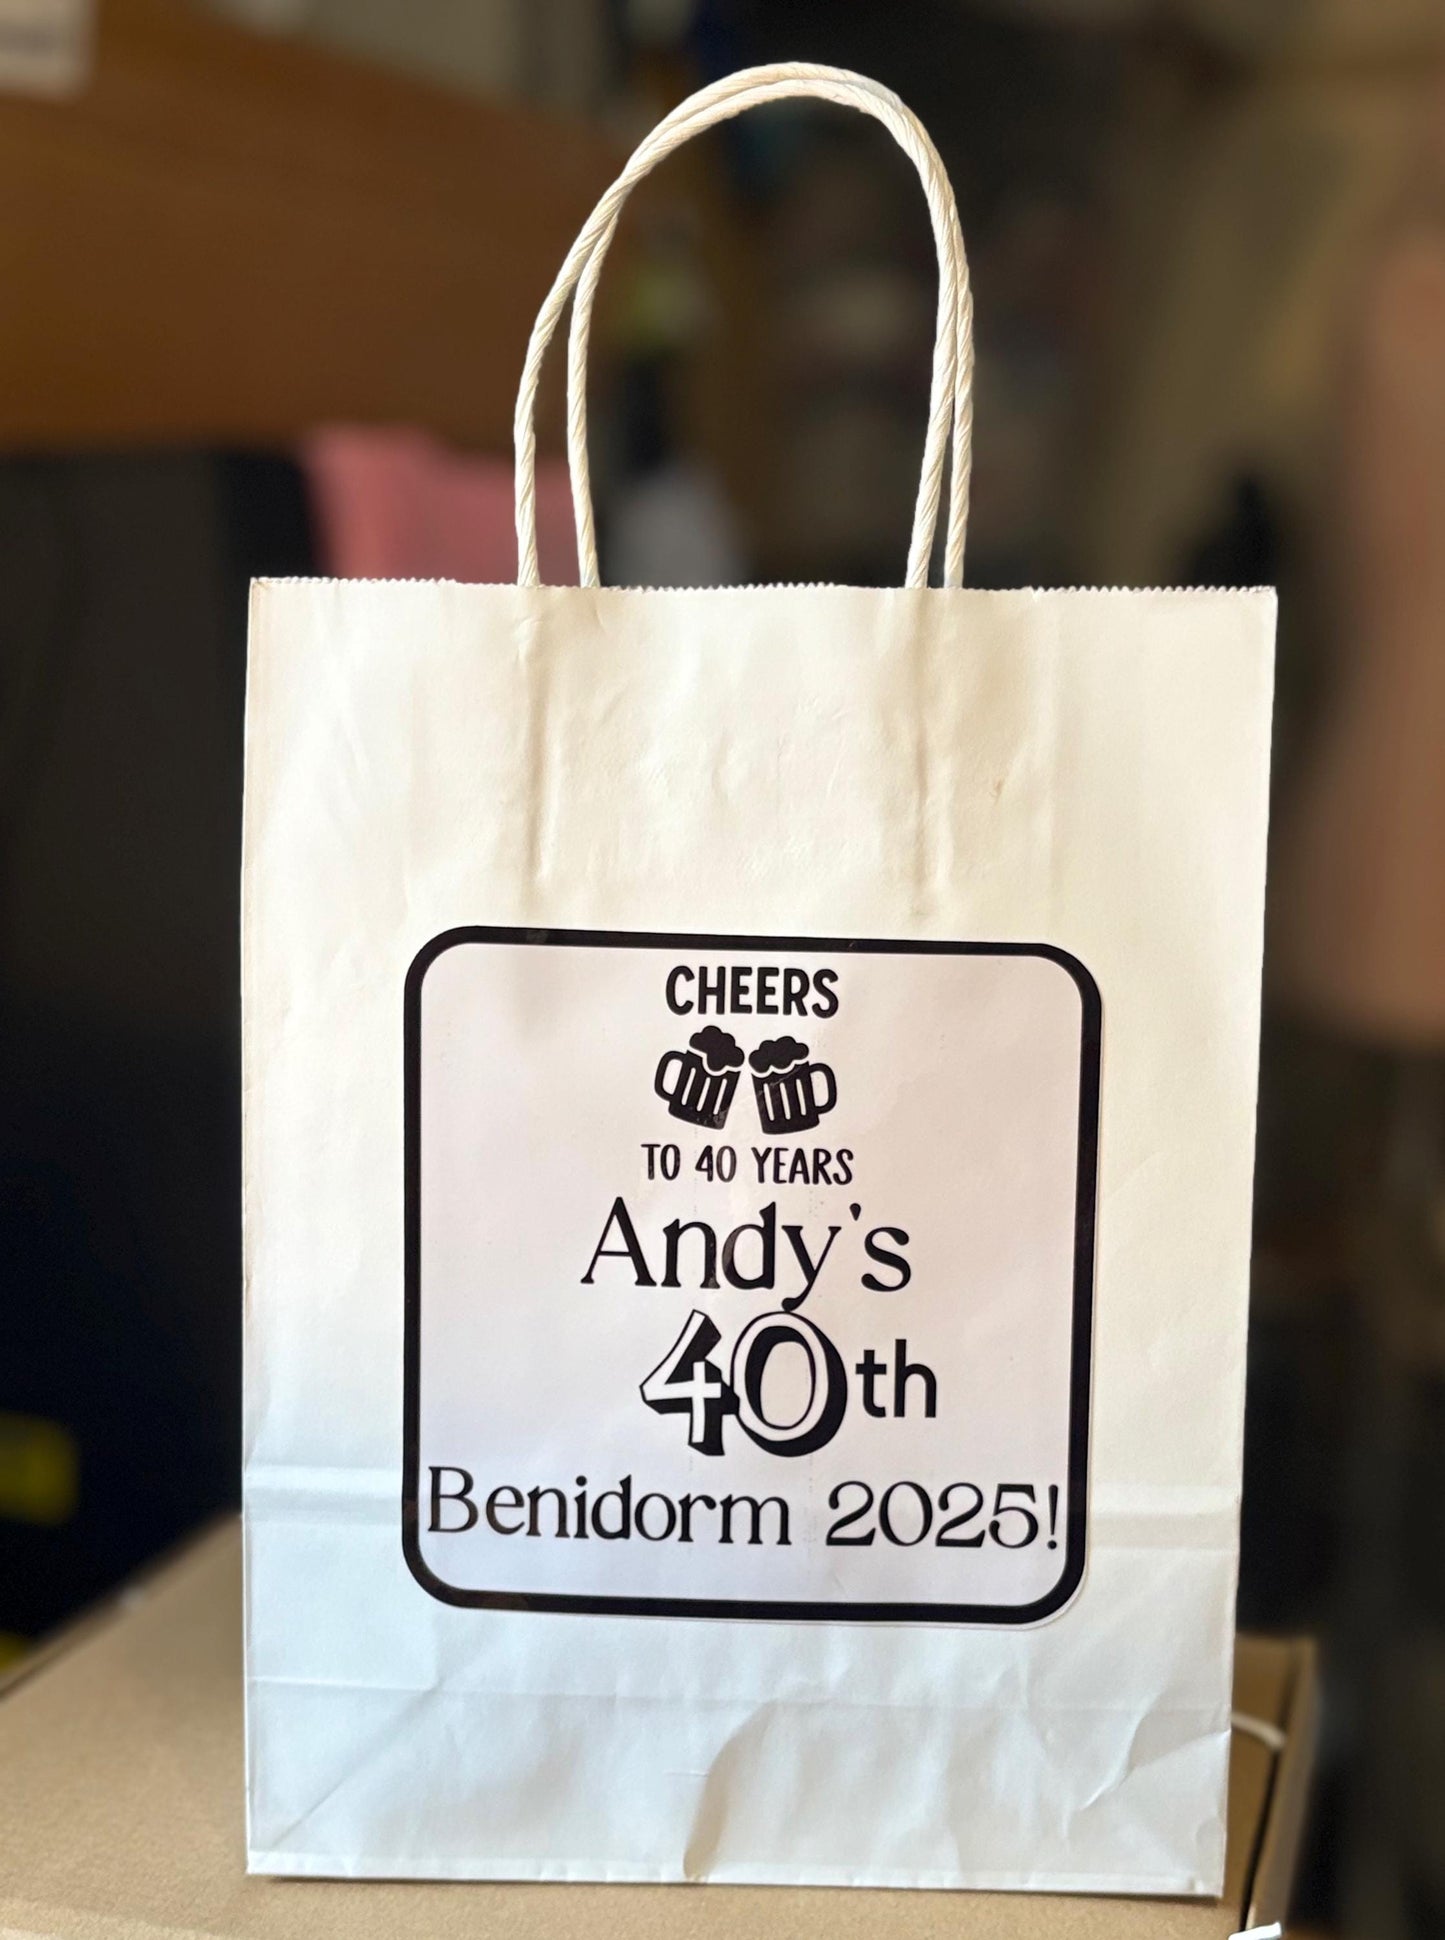 CHEERS
TO 40 YEARS
Andy's
40th
Benidorm 2025!